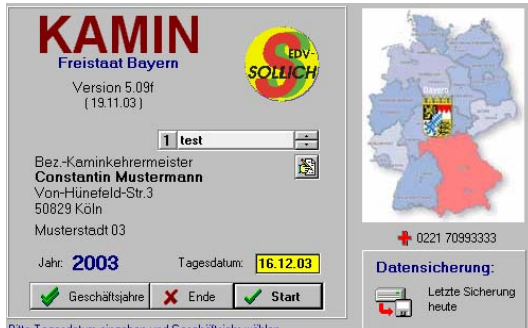 KAMIN
Freistaat Bayern
Version 5.09f
( 19.11.03 )
EDV-
SOLLICH
1 test
Bez.-Kaminkehrermeister
Constantin Mustermann
Von-Hünefeld-Str.3
50829 Köln
Musterstadt 03
Jahr: 2003 Tagesdatum: 16.12.03
Geschäftsjahre Ende Start
Bayern
0221 70993333
Datensicherung:
Letzte Sicherung
heute